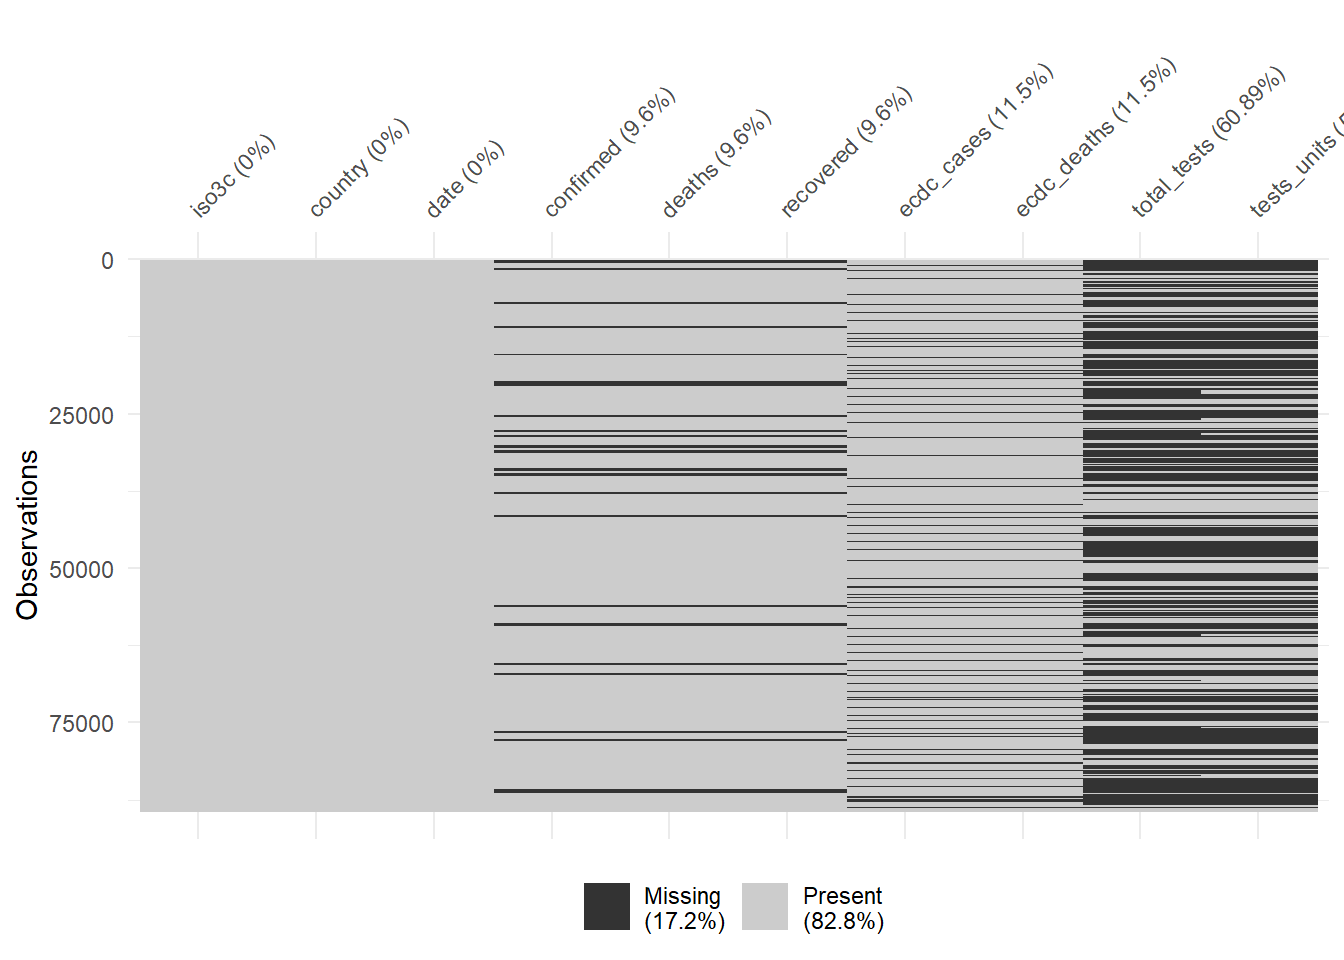 iso3c (0%)
country (0%)
date (0%)
confirmed (9.6%)
deaths (9.6%)
recovered (9.6%)
ecdc_cases (11.5%)
ecdc_deaths (11.5%)
total_tests (60.89%)
tests_units
0
25000
50000
75000
Observations
Missing
(17.2%)
Present
(82.8%)